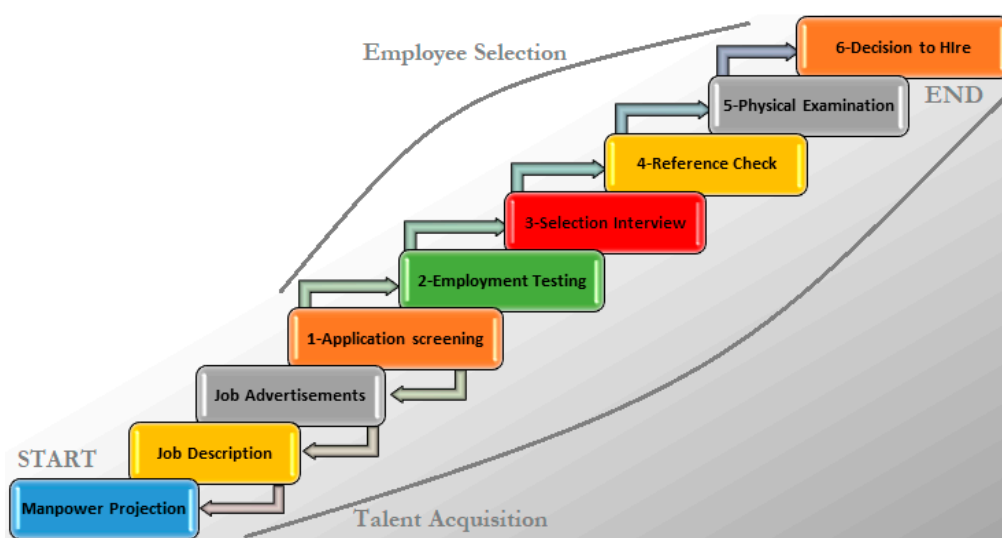 Employee Selection
6-Decision to HIre
END
5-Physical Examination
4-Reference Check
3-Selection Interview
2-Employment Testing
1-Application screening
Job Advertisements
START
Job Description
Manpower Projection
Talent Acquisition